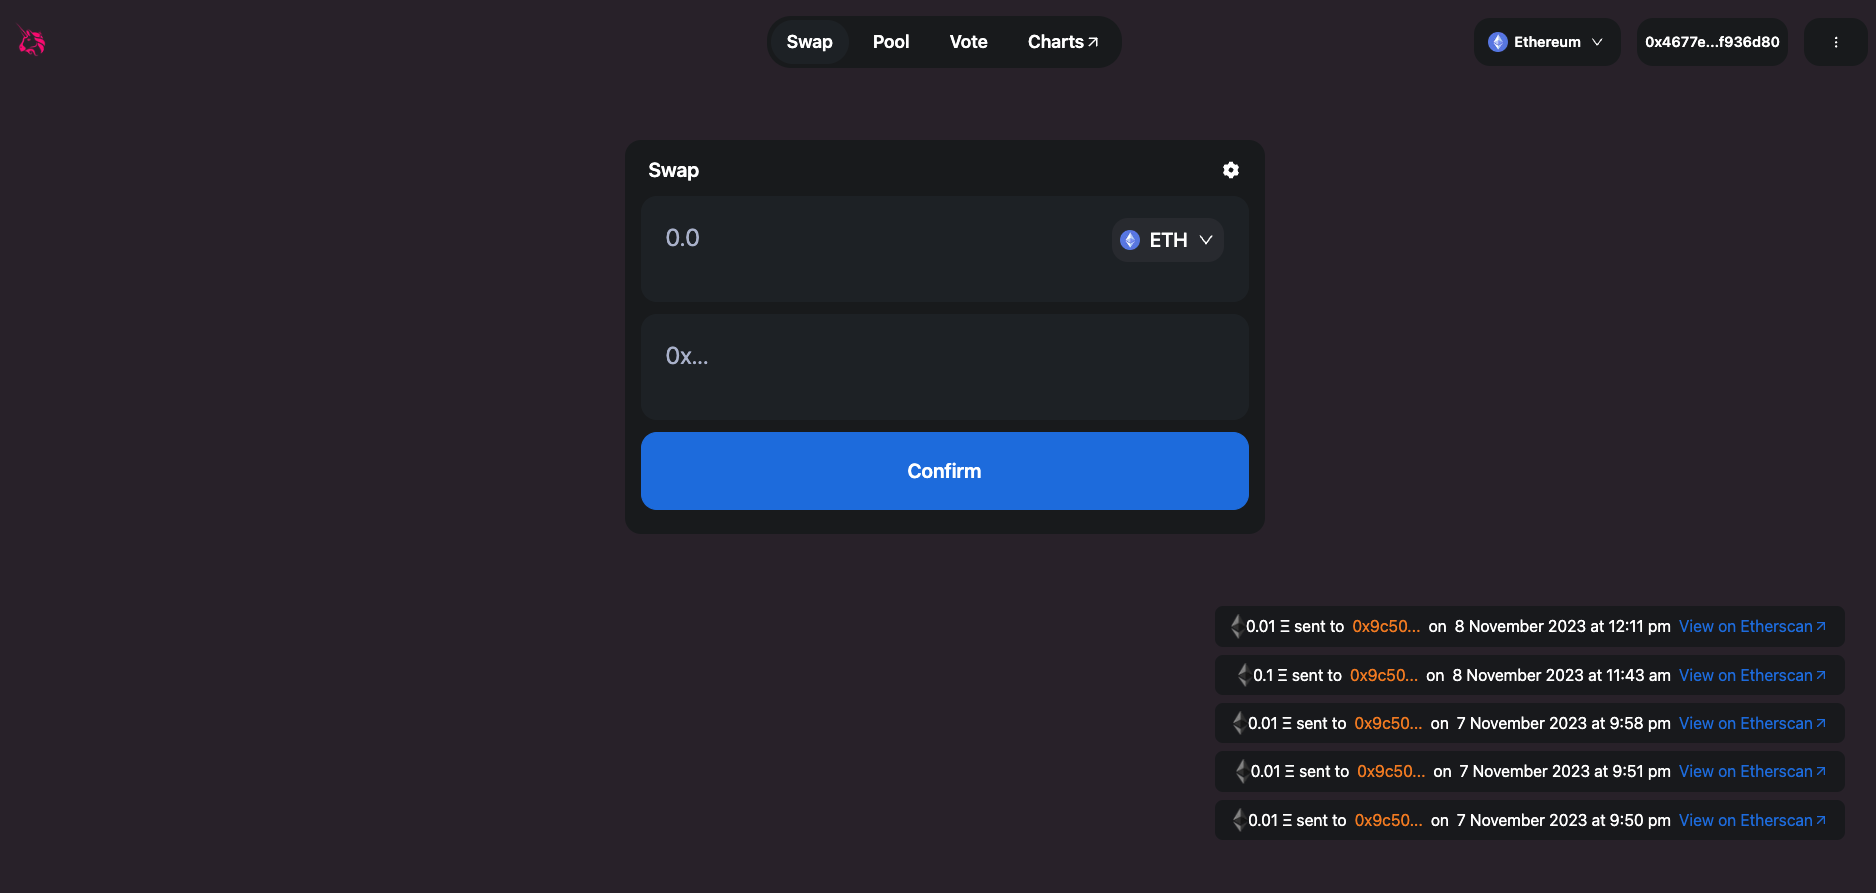 Swap Pool Vote Charts↗ Ethereum 0x4677e...f936d80
Swap
0.0 ETH
0x...
Confirm
0.01 Ξ sent to 0x9c50... on 8 November 2023 at 12:11 pm View on Etherscan↗
0.1 Ξ sent to 0x9c50... on 8 November 2023 at 11:43 am View on Etherscan↗
0.01 Ξ sent to 0x9c50... on 7 November 2023 at 9:58 pm View on Etherscan↗
0.01 Ξ sent to 0x9c50... on 7 November 2023 at 9:51 pm View on Etherscan↗
0.01 Ξ sent to 0x9c50... on 7 November 2023 at 9:50 pm View on Etherscan↗